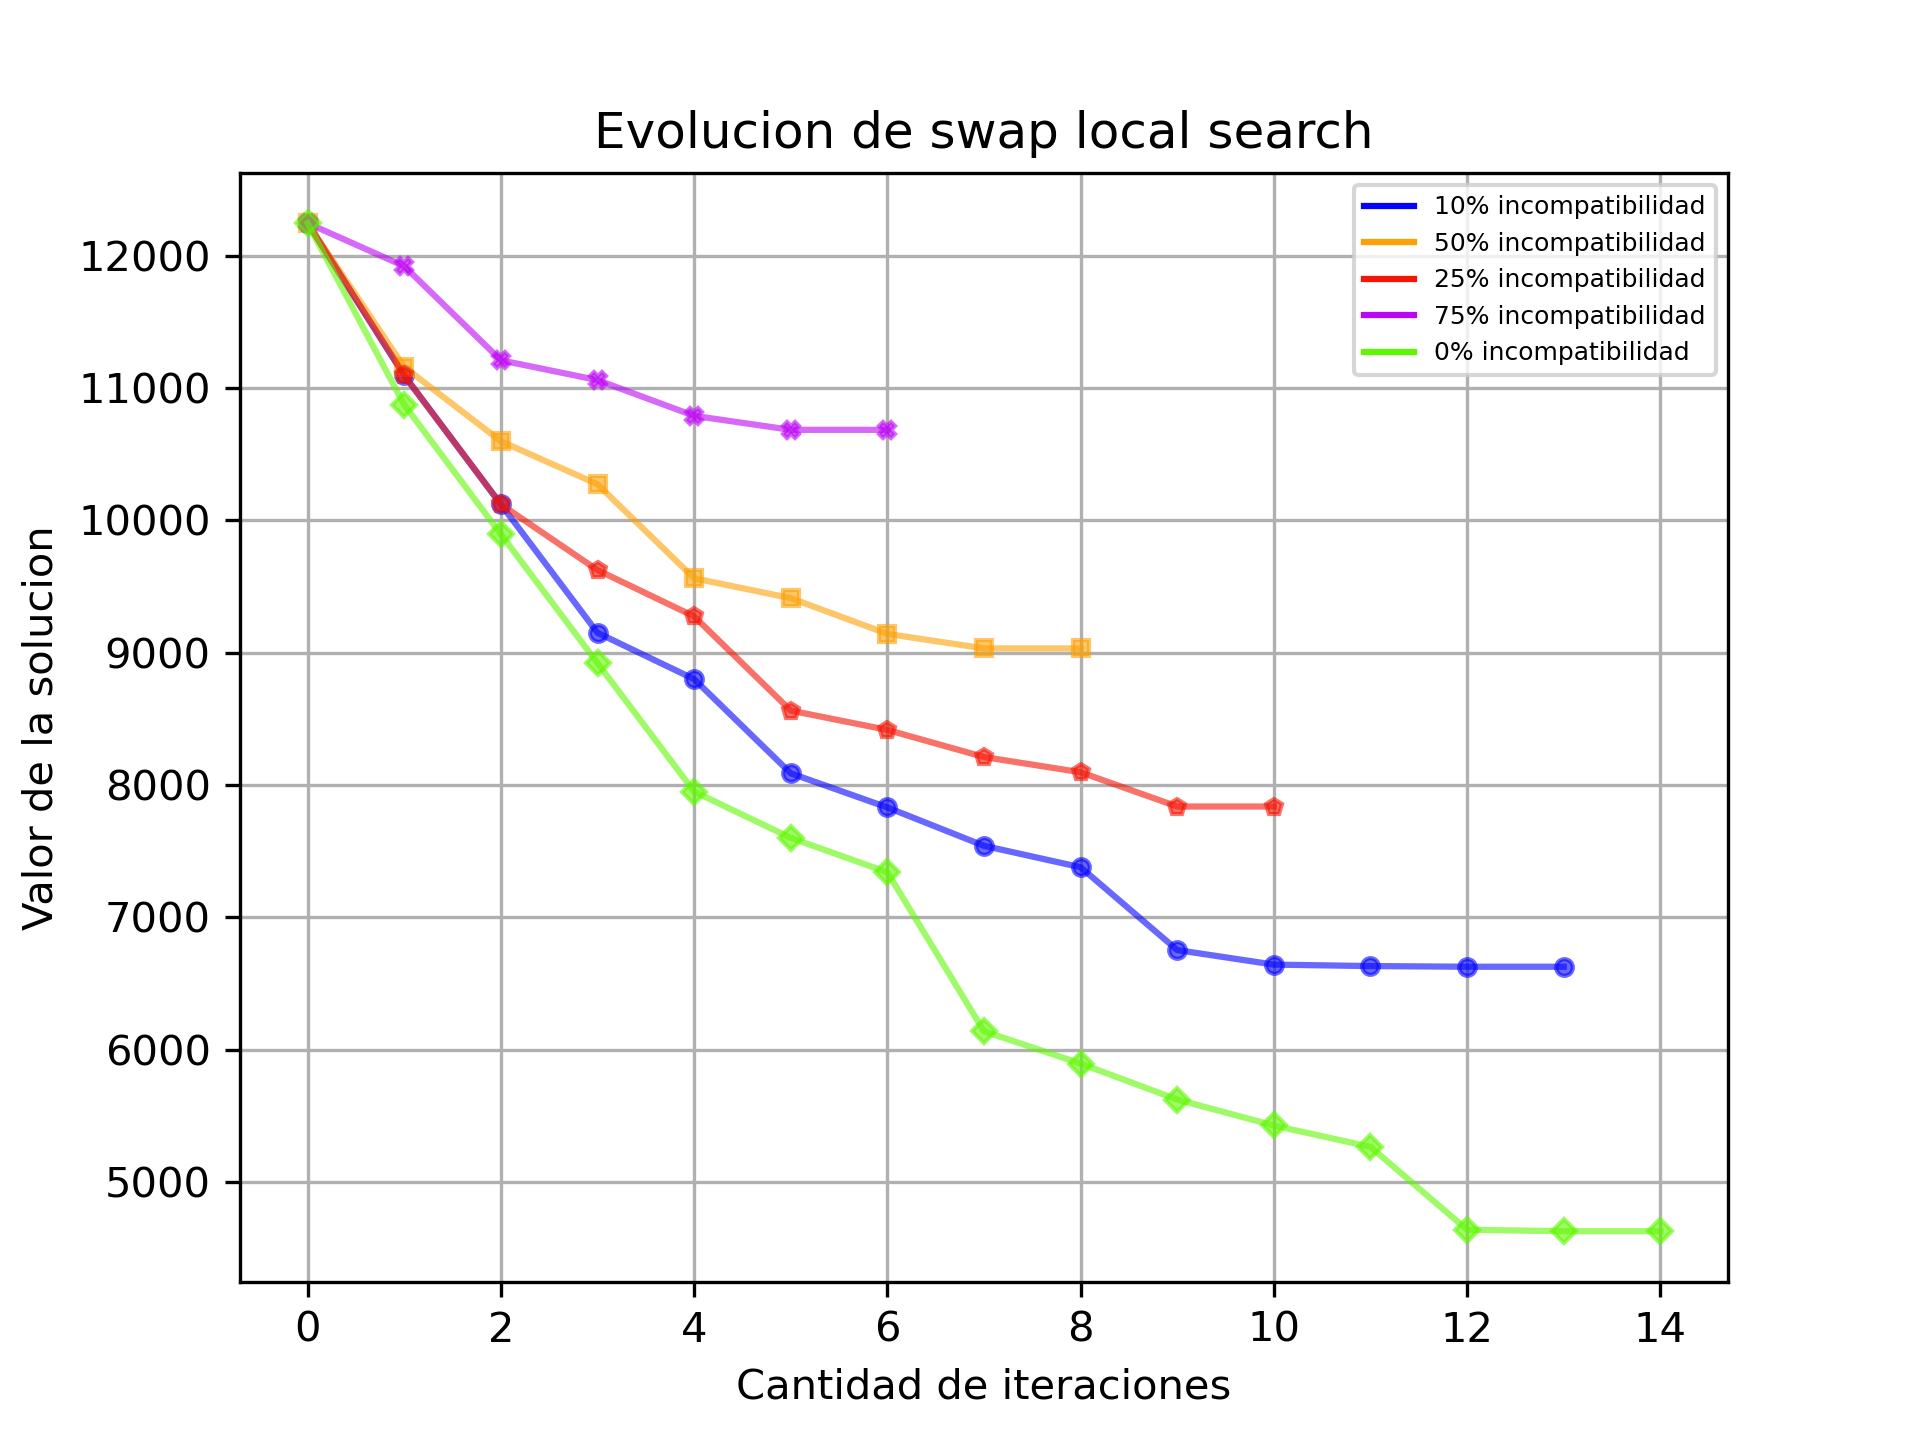 Evolucion de swap local search
10% incompatibilidad
50% incompatibilidad
25% incompatibilidad
75% incompatibilidad
0% incompatibilidad
Valor de la solucion
12000
11000
10000
9000
8000
7000
6000
5000
0 2 4 6 8 10 12 14
Cantidad de iteraciones